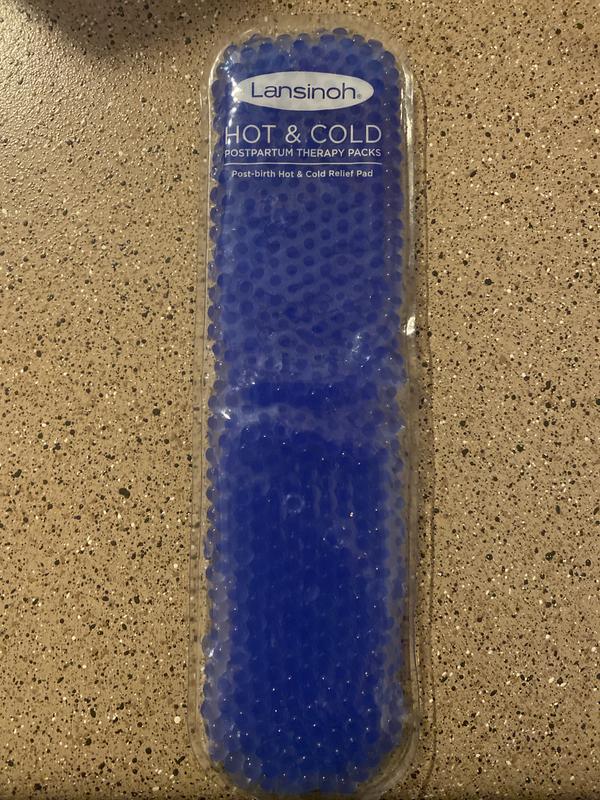 Lansinoh®
HOT & COLD
POSTPARTUM THERAPY PACKS
Post-birth Hot & Cold Relief Pad